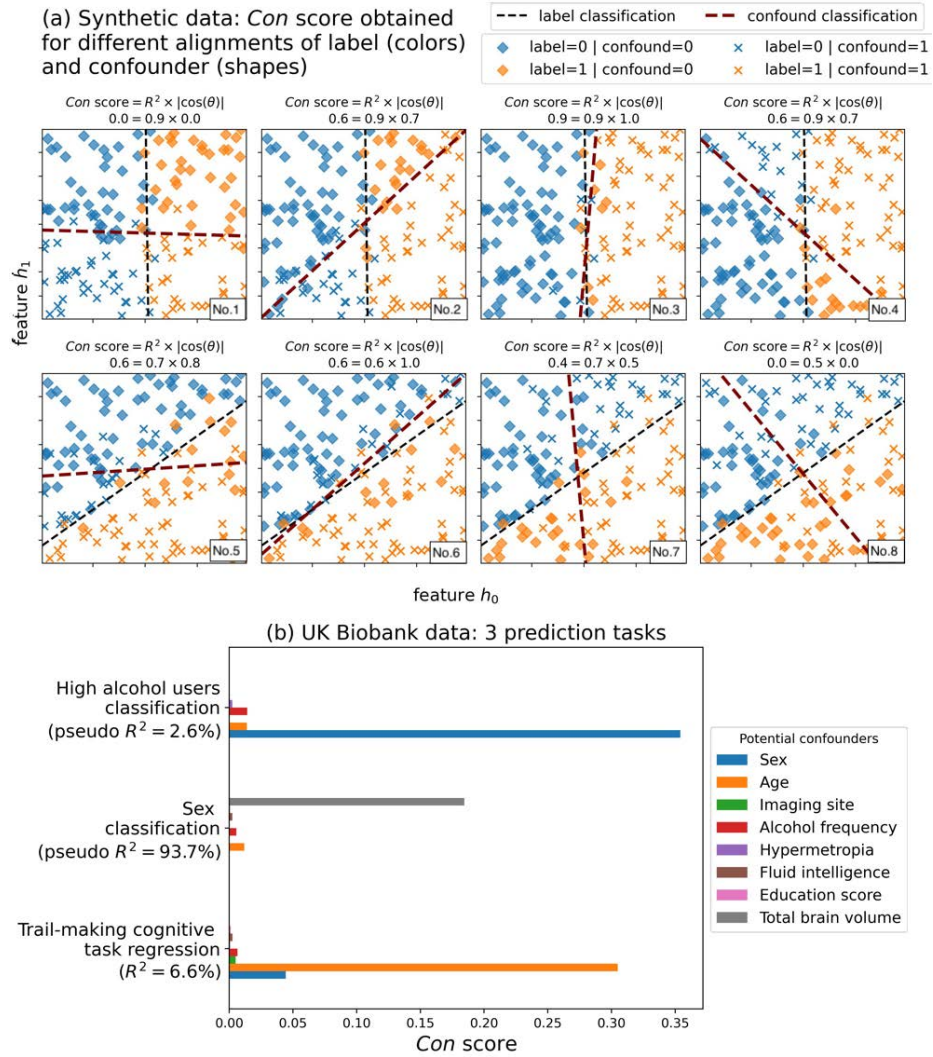 (a) Synthetic data: Con score obtained
for different alignments of label (colors)
and confounder (shapes)
label classification
confound classification
label=0 | confound=0
label=0 | confound=1
label=1 | confound=0
label=1 | confound=1
Con score = R² × |cos(θ)|
0.0 = 0.9 × 0.0
Con score = R² × |cos(θ)|
0.6 = 0.9 × 0.7
Con score = R² × |cos(θ)|
0.9 = 0.9 × 1.0
Con score = R² × |cos(θ)|
0.6 = 0.9 × 0.7
No.1
No.2
No.3
No.4
feature h₁
Con score = R² × |cos(θ)|
0.6 = 0.7 × 0.8
Con score = R² × |cos(θ)|
0.6 = 0.6 × 1.0
Con score = R² × |cos(θ)|
0.4 = 0.7 × 0.5
Con score = R² × |cos(θ)|
0.0 = 0.5 × 0.0
No.5
No.6
No.7
No.8
feature h₀
(b) UK Biobank data: 3 prediction tasks
High alcohol users
classification
(pseudo R² = 2.6%)
Sex
classification
(pseudo R² = 93.7%)
Trail-making cognitive
task regression
(R² = 6.6%)
Potential confounders
Sex
Age
Imaging site
Alcohol frequency
Hypermetropia
Fluid intelligence
Education score
Total brain volume
0.00 0.05 0.10 0.15 0.20 0.25 0.30 0.35
Con score